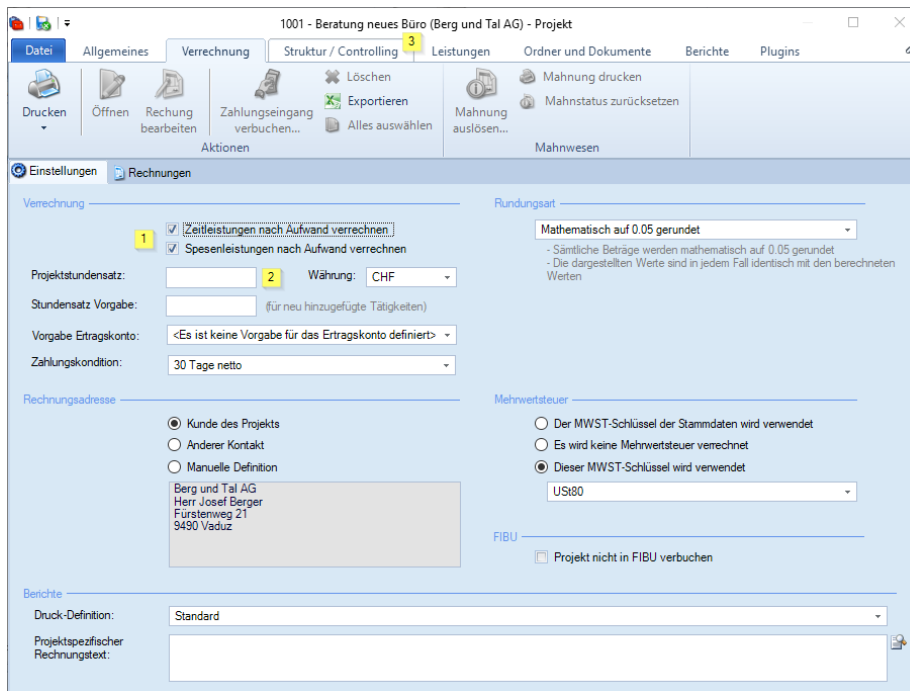 1001 - Beratung neues Büro (Berg und Tal AG) - Projekt
Datei Allgemeines Verrechnung Struktur / Controlling 3 Leistungen Ordner und Dokumente Berichte Plugins
Drucken
Öffnen
Rechung
bearbeiten
Zahlungseingang
verbuchen...
Löschen
Exportieren
Alles auswählen
Aktionen
Mahnung
auslösen...
Mahnung drucken
Mahnstatus zurücksetzen
Mahnwesen
Einstellungen Rechnungen
Verrechnung
1
Zeitleistungen nach Aufwand verrechnen
Spesenleistungen nach Aufwand verrechnen
Projektstundensatz: 2 Währung: CHF
Stundensatz Vorgabe: (für neu hinzugefügte Tätigkeiten)
Vorgabe Ertragskonto: <Es ist keine Vorgabe für das Ertragskonto definiert>
Zahlungskondition: 30 Tage netto
Rundungsart
Mathematisch auf 0.05 gerundet
- Sämtliche Beträge werden mathematisch auf 0.05 gerundet
- Die dargestellten Werte sind in jedem Fall identisch mit den berechneten
Werten
Rechnungsadresse
Kunde des Projekts
Anderer Kontakt
Manuelle Definition
Berg und Tal AG
Herr Josef Berger
Fürstenweg 21
9490 Vaduz
Mehrwertsteuer
Der MWST-Schlüssel der Stammdaten wird verwendet
Es wird keine Mehrwertsteuer verrechnet
Dieser MWST-Schlüssel wird verwendet
USt80
FIBU
Projekt nicht in FIBU verbuchen
Berichte
Druck-Definition: Standard
Projektspezifischer
Rechnungstext: